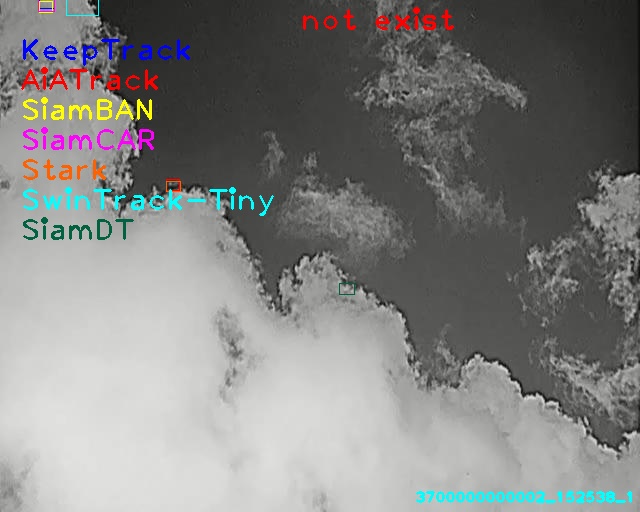 not exist
KeepTrack
AiATrack
SiamBAN
SiamCAR
Stark
SwinTrack-Tiny
SiamDT
3700000000002_152538_1